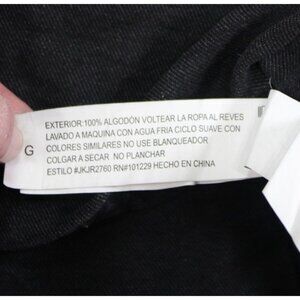 EXTERIOR:100% ALGODÓN VOLTEAR LA ROPA AL REVES
LAVADO A MAQUINA CON AGUA FRIA CICLO SUAVE CON
COLORES SIMILARES NO USE BLANQUEADOR
G
COLGAR A SECAR NO PLANCHAR
ESTILO #JKJR2760 RN#101229 HECHO EN CHINA